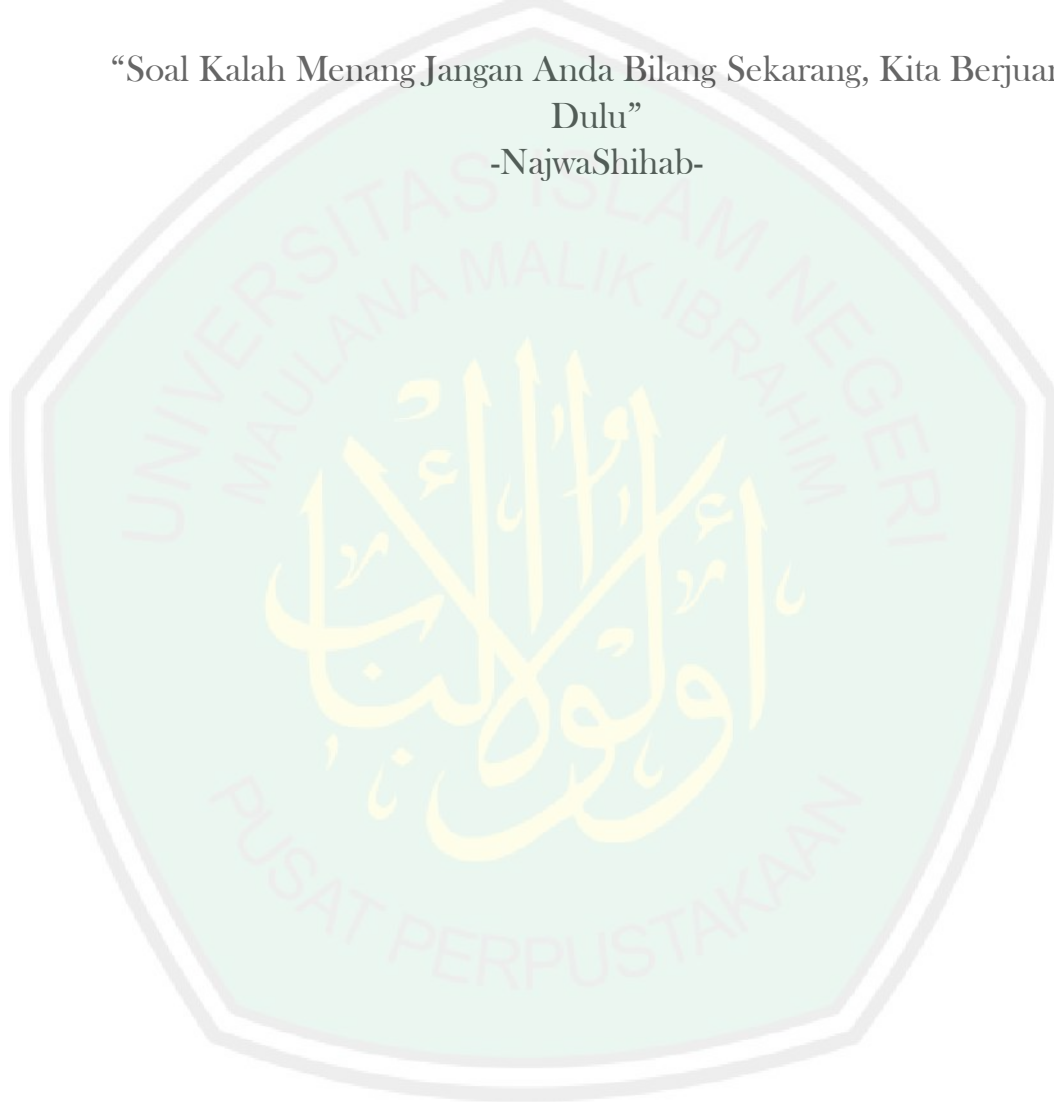 “Soal Kalah Menang Jangan Anda Bilang Sekarang, Kita Berjuan
Dulu”
-NajwaShihab-
UNIVERSITAS ISLAM NEGERI
MAULANA MALIK IBRAHIM
أولوا الألباب
PUSAT PERPUSTAKAAN